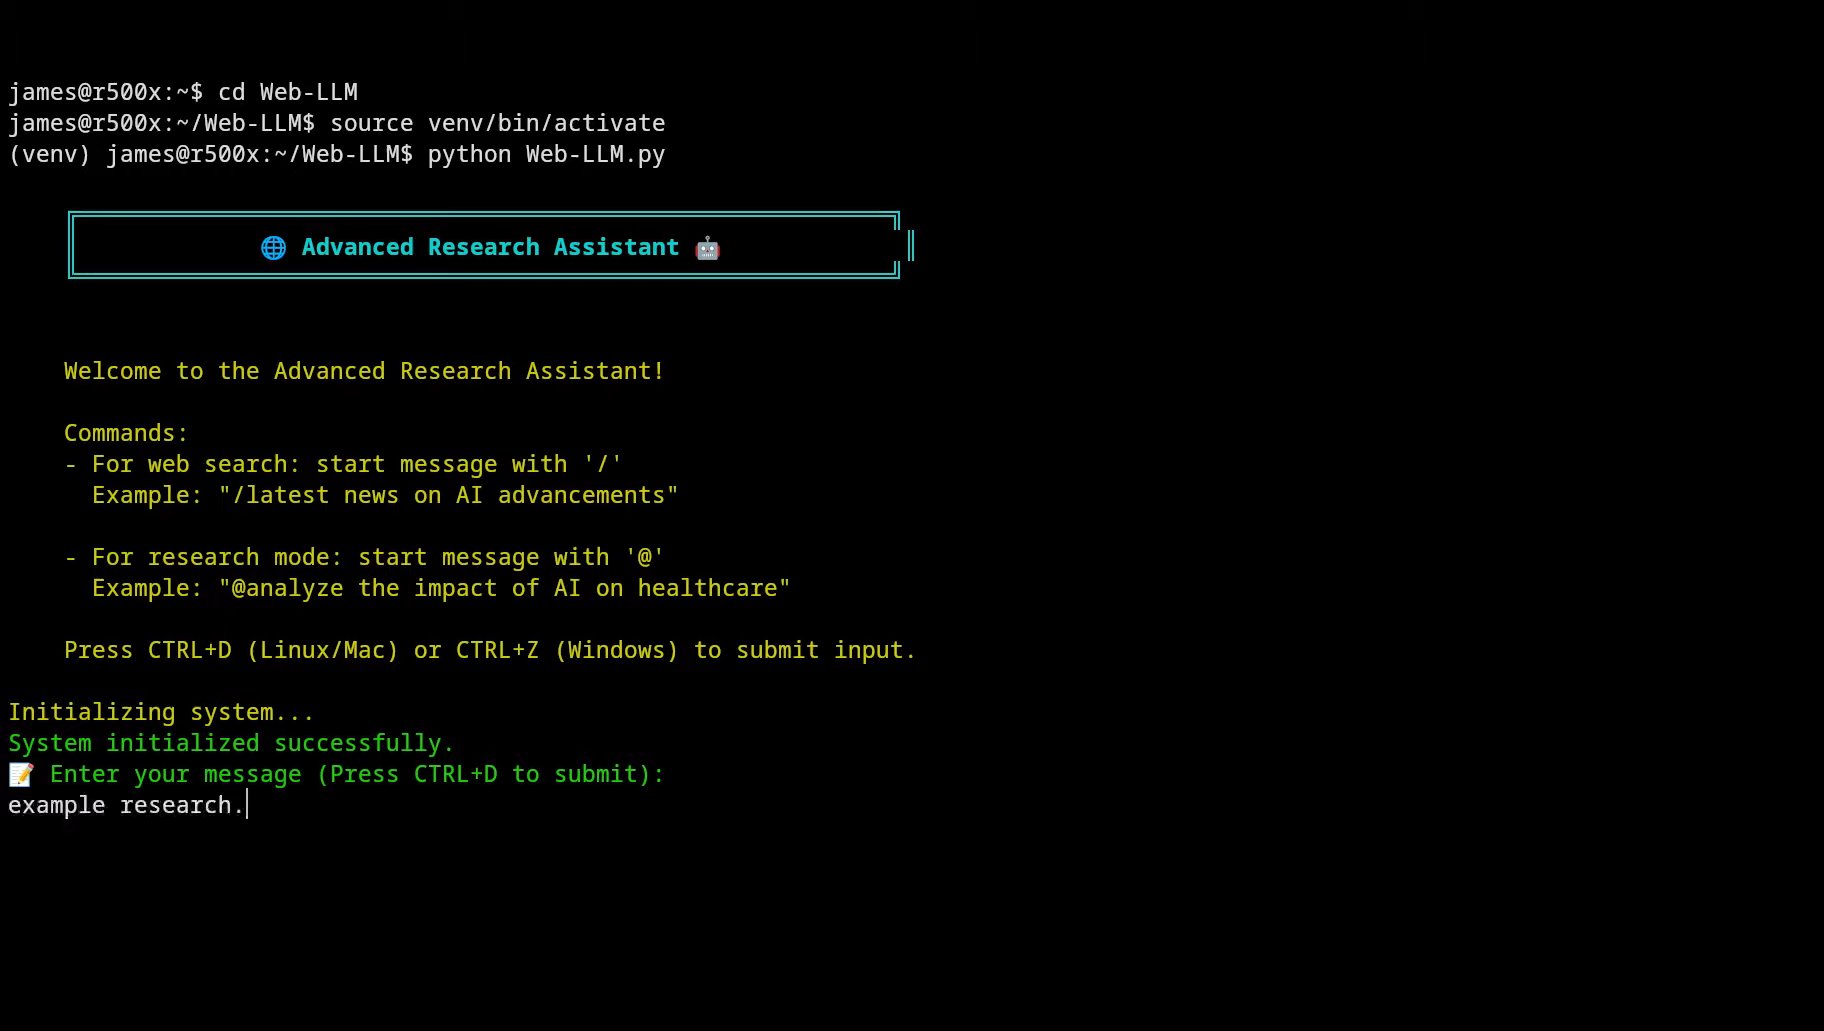 james@r500x:~$ cd Web-LLM
james@r500x:~/Web-LLM$ source venv/bin/activate
(venv) james@r500x:~/Web-LLM$ python Web-LLM.py
🌐 Advanced Research Assistant 🤖
Welcome to the Advanced Research Assistant!
Commands:
- For web search: start message with '/'
Example: "/latest news on AI advancements"
- For research mode: start message with '@'
Example: "@analyze the impact of AI on healthcare"
Press CTRL+D (Linux/Mac) or CTRL+Z (Windows) to submit input.
Initializing system...
System initialized successfully.
📝 Enter your message (Press CTRL+D to submit):
example research.